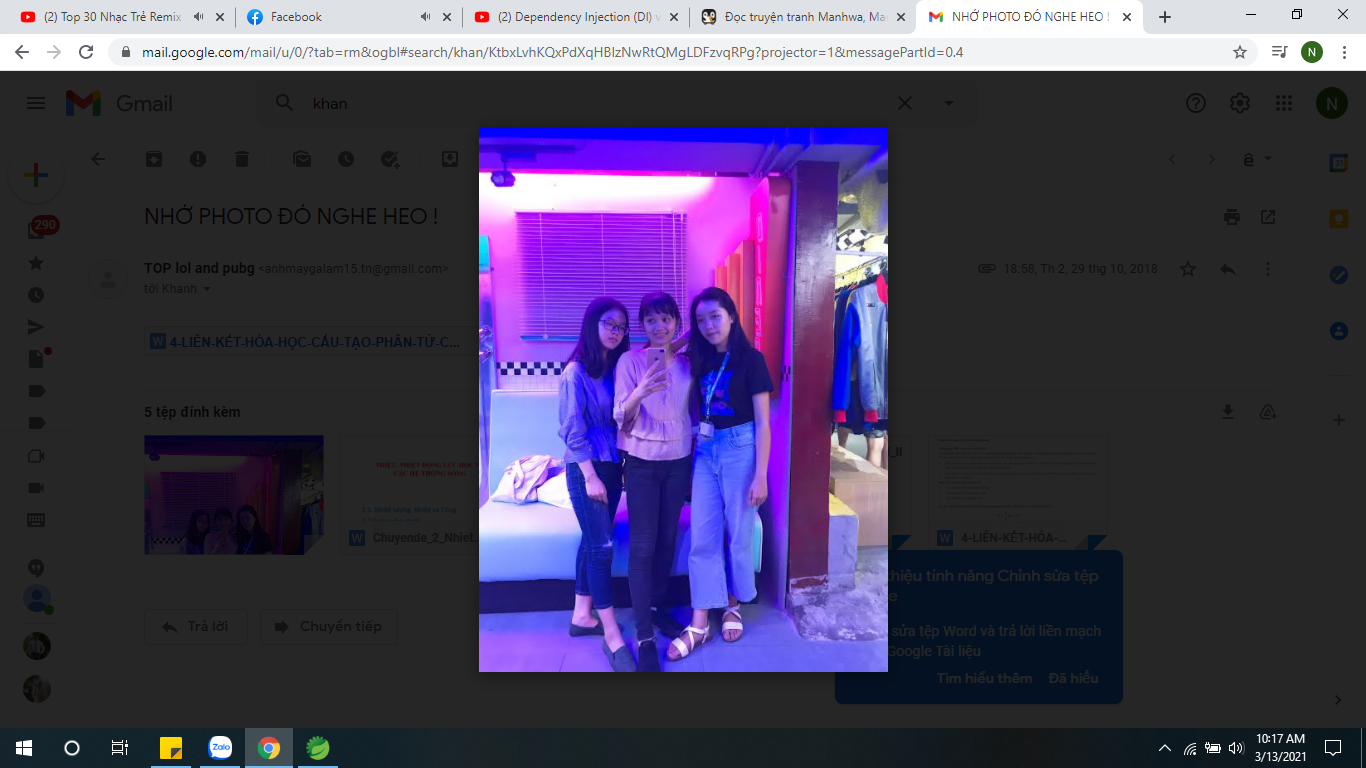 (2) Top 30 Nhạc Trẻ Remix
Facebook
(2) Dependency Injection (DI) v
Đọc truyện tranh Manhwa, Ma
NHỚ PHOTO ĐÓ NGHE HEO !
mail.google.com/mail/u/0/?tab=rm&ogbl#search/khan/KtbxLvhKQxPdXqHBlzNwRtQMgLDFzvqRPg?projector=1&messagePartId=0.4
N
Gmail
khan
N
NHỚ PHOTO ĐÓ NGHE HEO !
290
TOP lol and pubg <anhmaygalam15.tn@gmail.com>
18:58, Th 2, 29 thg 10, 2018
tới Khanh
W 4-LIÊN-KẾT-HÓA-HỌC-CẤU-TẠO-PHÂN-TỬ-C...
5 tệp đính kèm
W Chuyende_2_Nhiet.
W 4-LIÊN-KẾT-HÓA-...
thiệu tính năng Chỉnh sửa tệp
sửa tệp Word và trả lời liền mạch
Google Tài liệu
Tìm hiểu thêm Đã hiểu
Trả lời
Chuyển tiếp
Zalo
10:17 AM
3/13/2021